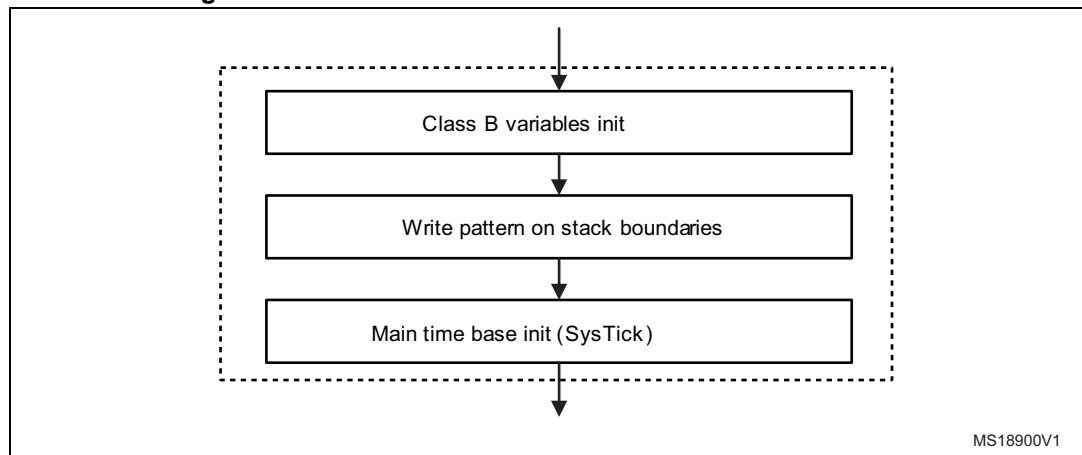 Class B variables init
Write pattern on stack boundaries
Main time base init (SysTick)
MS18900V1